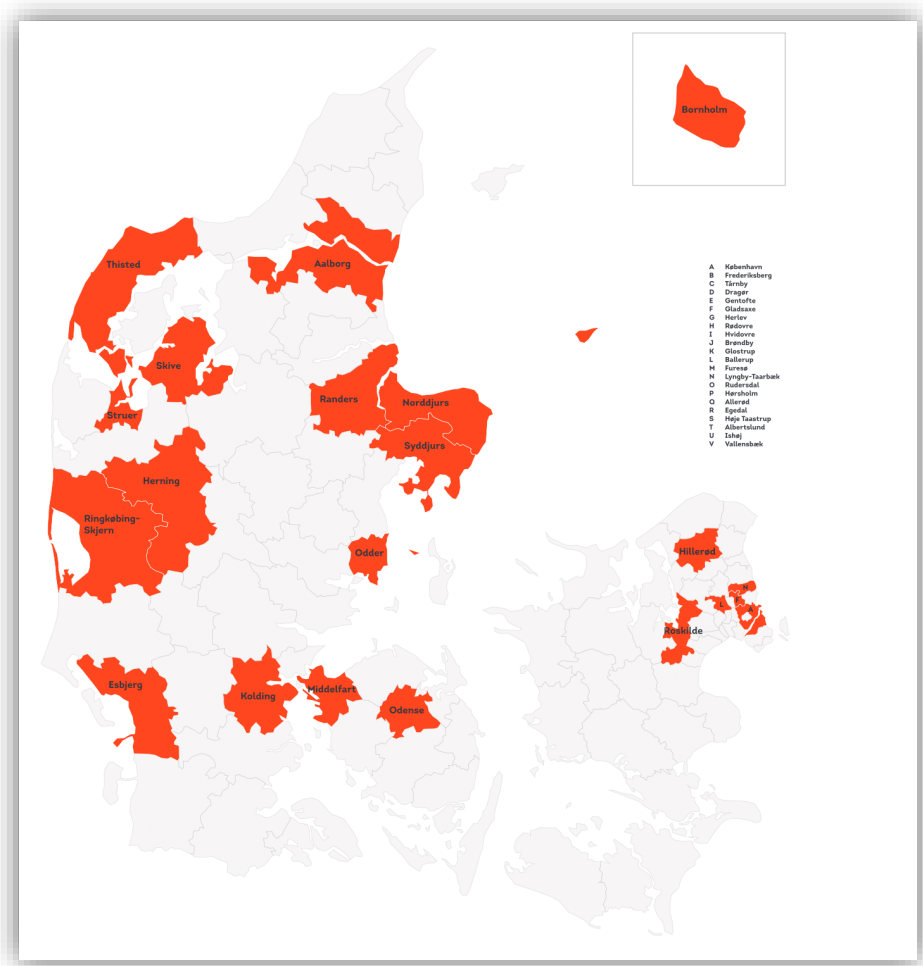 Bornholm
Thisted
Aalborg
Skive
Struer
Randers
Norddjurs
Syddjurs
Herning
Ringkøbing-
Skjern
Odder
Esbjerg
Kolding
Middelfart
Odense
Hillerød
Roskilde
N
L
F
A
A København
B Frederiksberg
C Tårnby
D Dragør
E Gentofte
F Gladsaxe
G Herlev
H Rødovre
I Hvidovre
J Brøndby
K Glostrup
L Ballerup
M Furesø
N Lyngby-Taarbæk
O Rudersdal
P Hørsholm
Q Allerød
R Egedal
S Høje Taastrup
T Albertslund
U Ishøj
V Vallensbæk